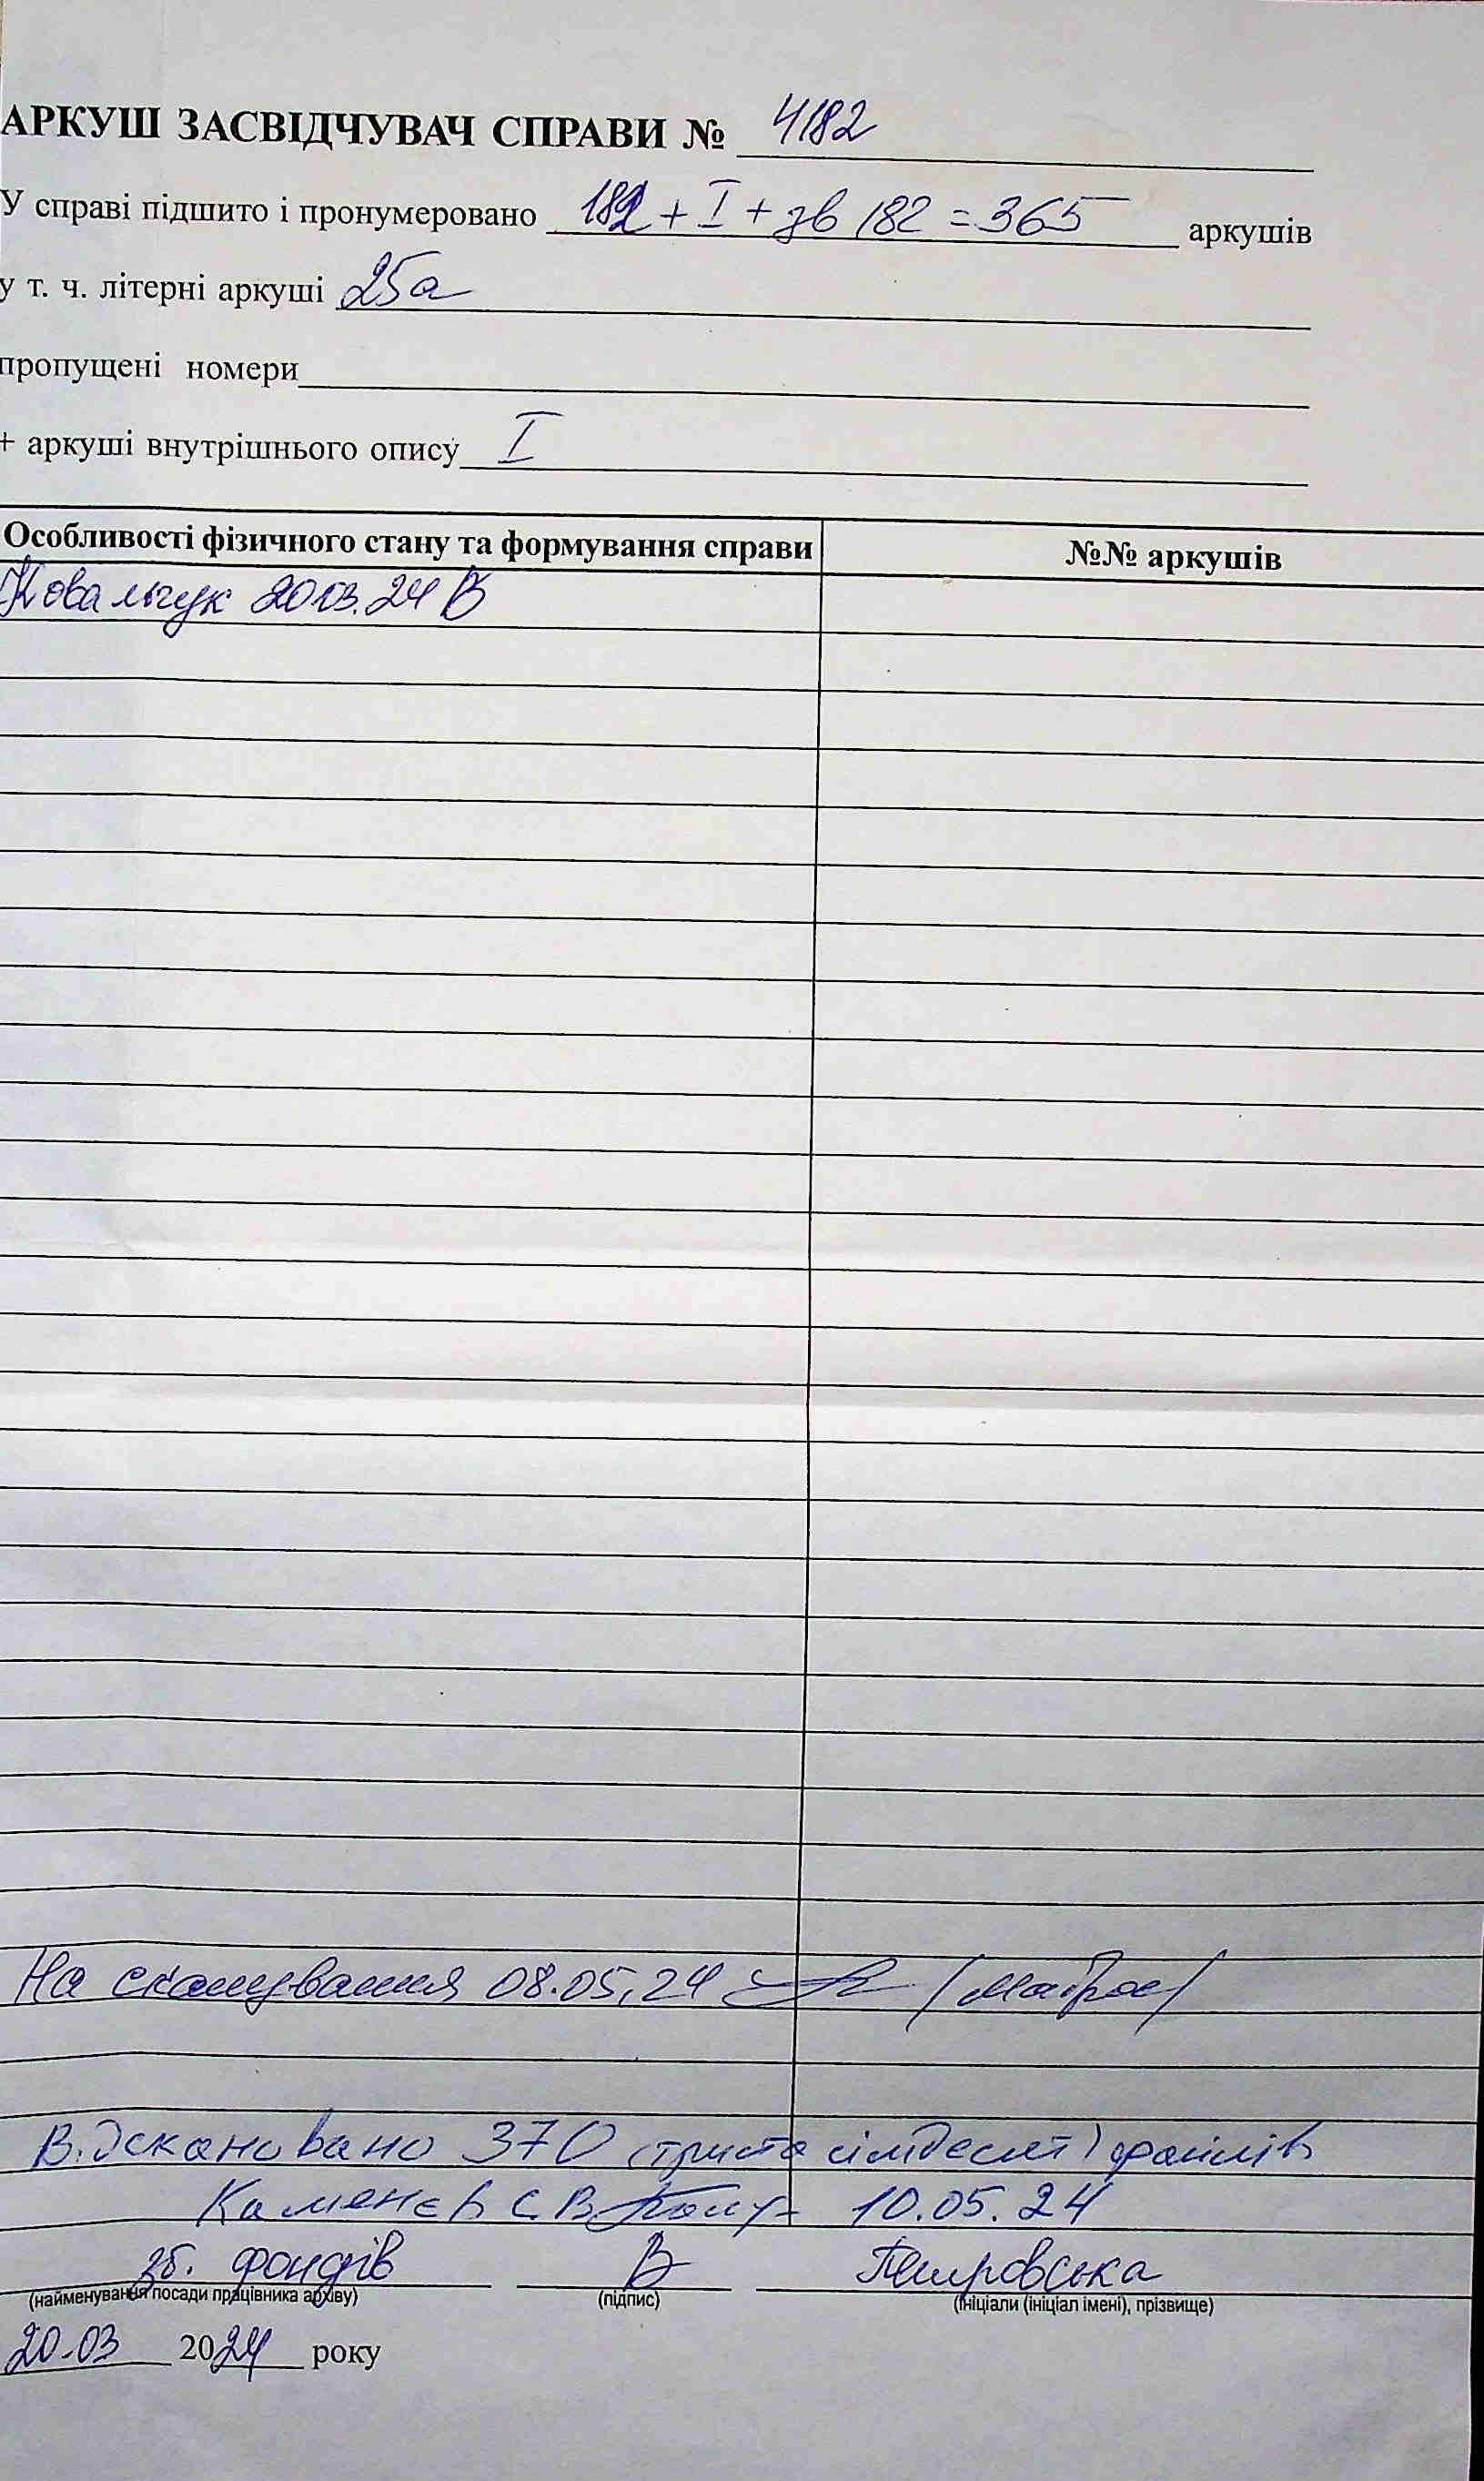 АРКУШ ЗАСВІДЧУВАЧ СПРАВИ № 4182
У справі підшито і пронумеровано 182 + I + зв 182 = 365 аркушів
у т. ч. літерні аркуші 25а
пропущені номери
+ аркуші внутрішнього опису I
Особливості фізичного стану та формування справи №№ аркушів
Ковальчук 20.03.24
На сканування 08.05.24
Відскановано 370 (триста сімдесят) файлів
Каменєв С.В. 10.05.24
зб. фондів
(найменування посади працівника архіву) (підпис) (ініціали (ініціал імені), прізвище)
20.03 2024 року